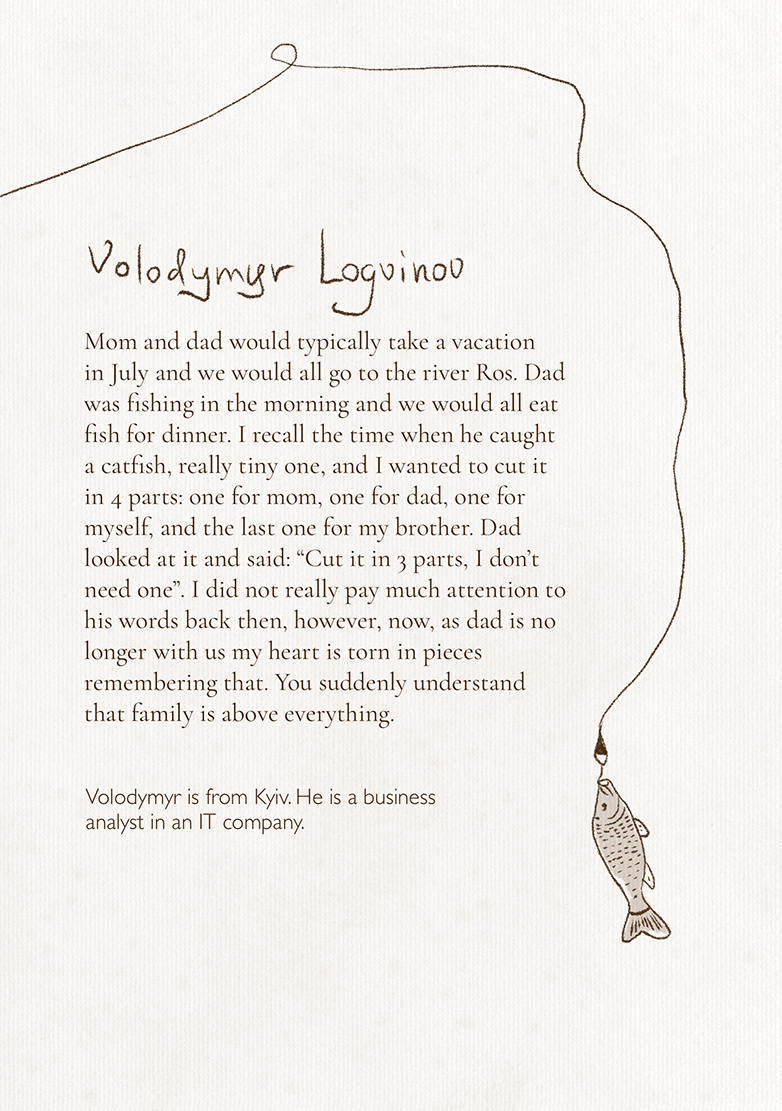 Volodymyr Logvinov
Mom and dad would typically take a vacation
in July and we would all go to the river Ros. Dad
was fishing in the morning and we would all eat
fish for dinner. I recall the time when he caught
a catfish, really tiny one, and I wanted to cut it
in 4 parts: one for mom, one for dad, one for
myself, and the last one for my brother. Dad
looked at it and said: “Cut it in 3 parts, I don’t
need one”. I did not really pay much attention to
his words back then, however, now, as dad is no
longer with us my heart is torn in pieces
remembering that. You suddenly understand
that family is above everything.
Volodymyr is from Kyiv. He is a business
analyst in an IT company.